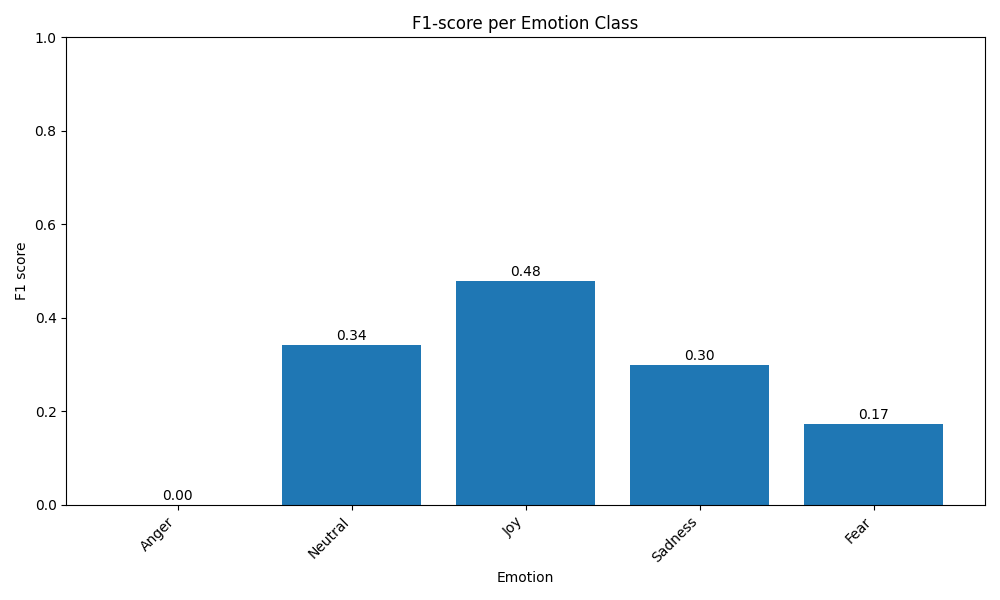 F1-score per Emotion Class
F1 score
1.0
0.8
0.6
0.4
0.2
0.0
0.00
0.34
0.48
0.30
0.17
Anger
Neutral
Joy
Sadness
Fear
Emotion